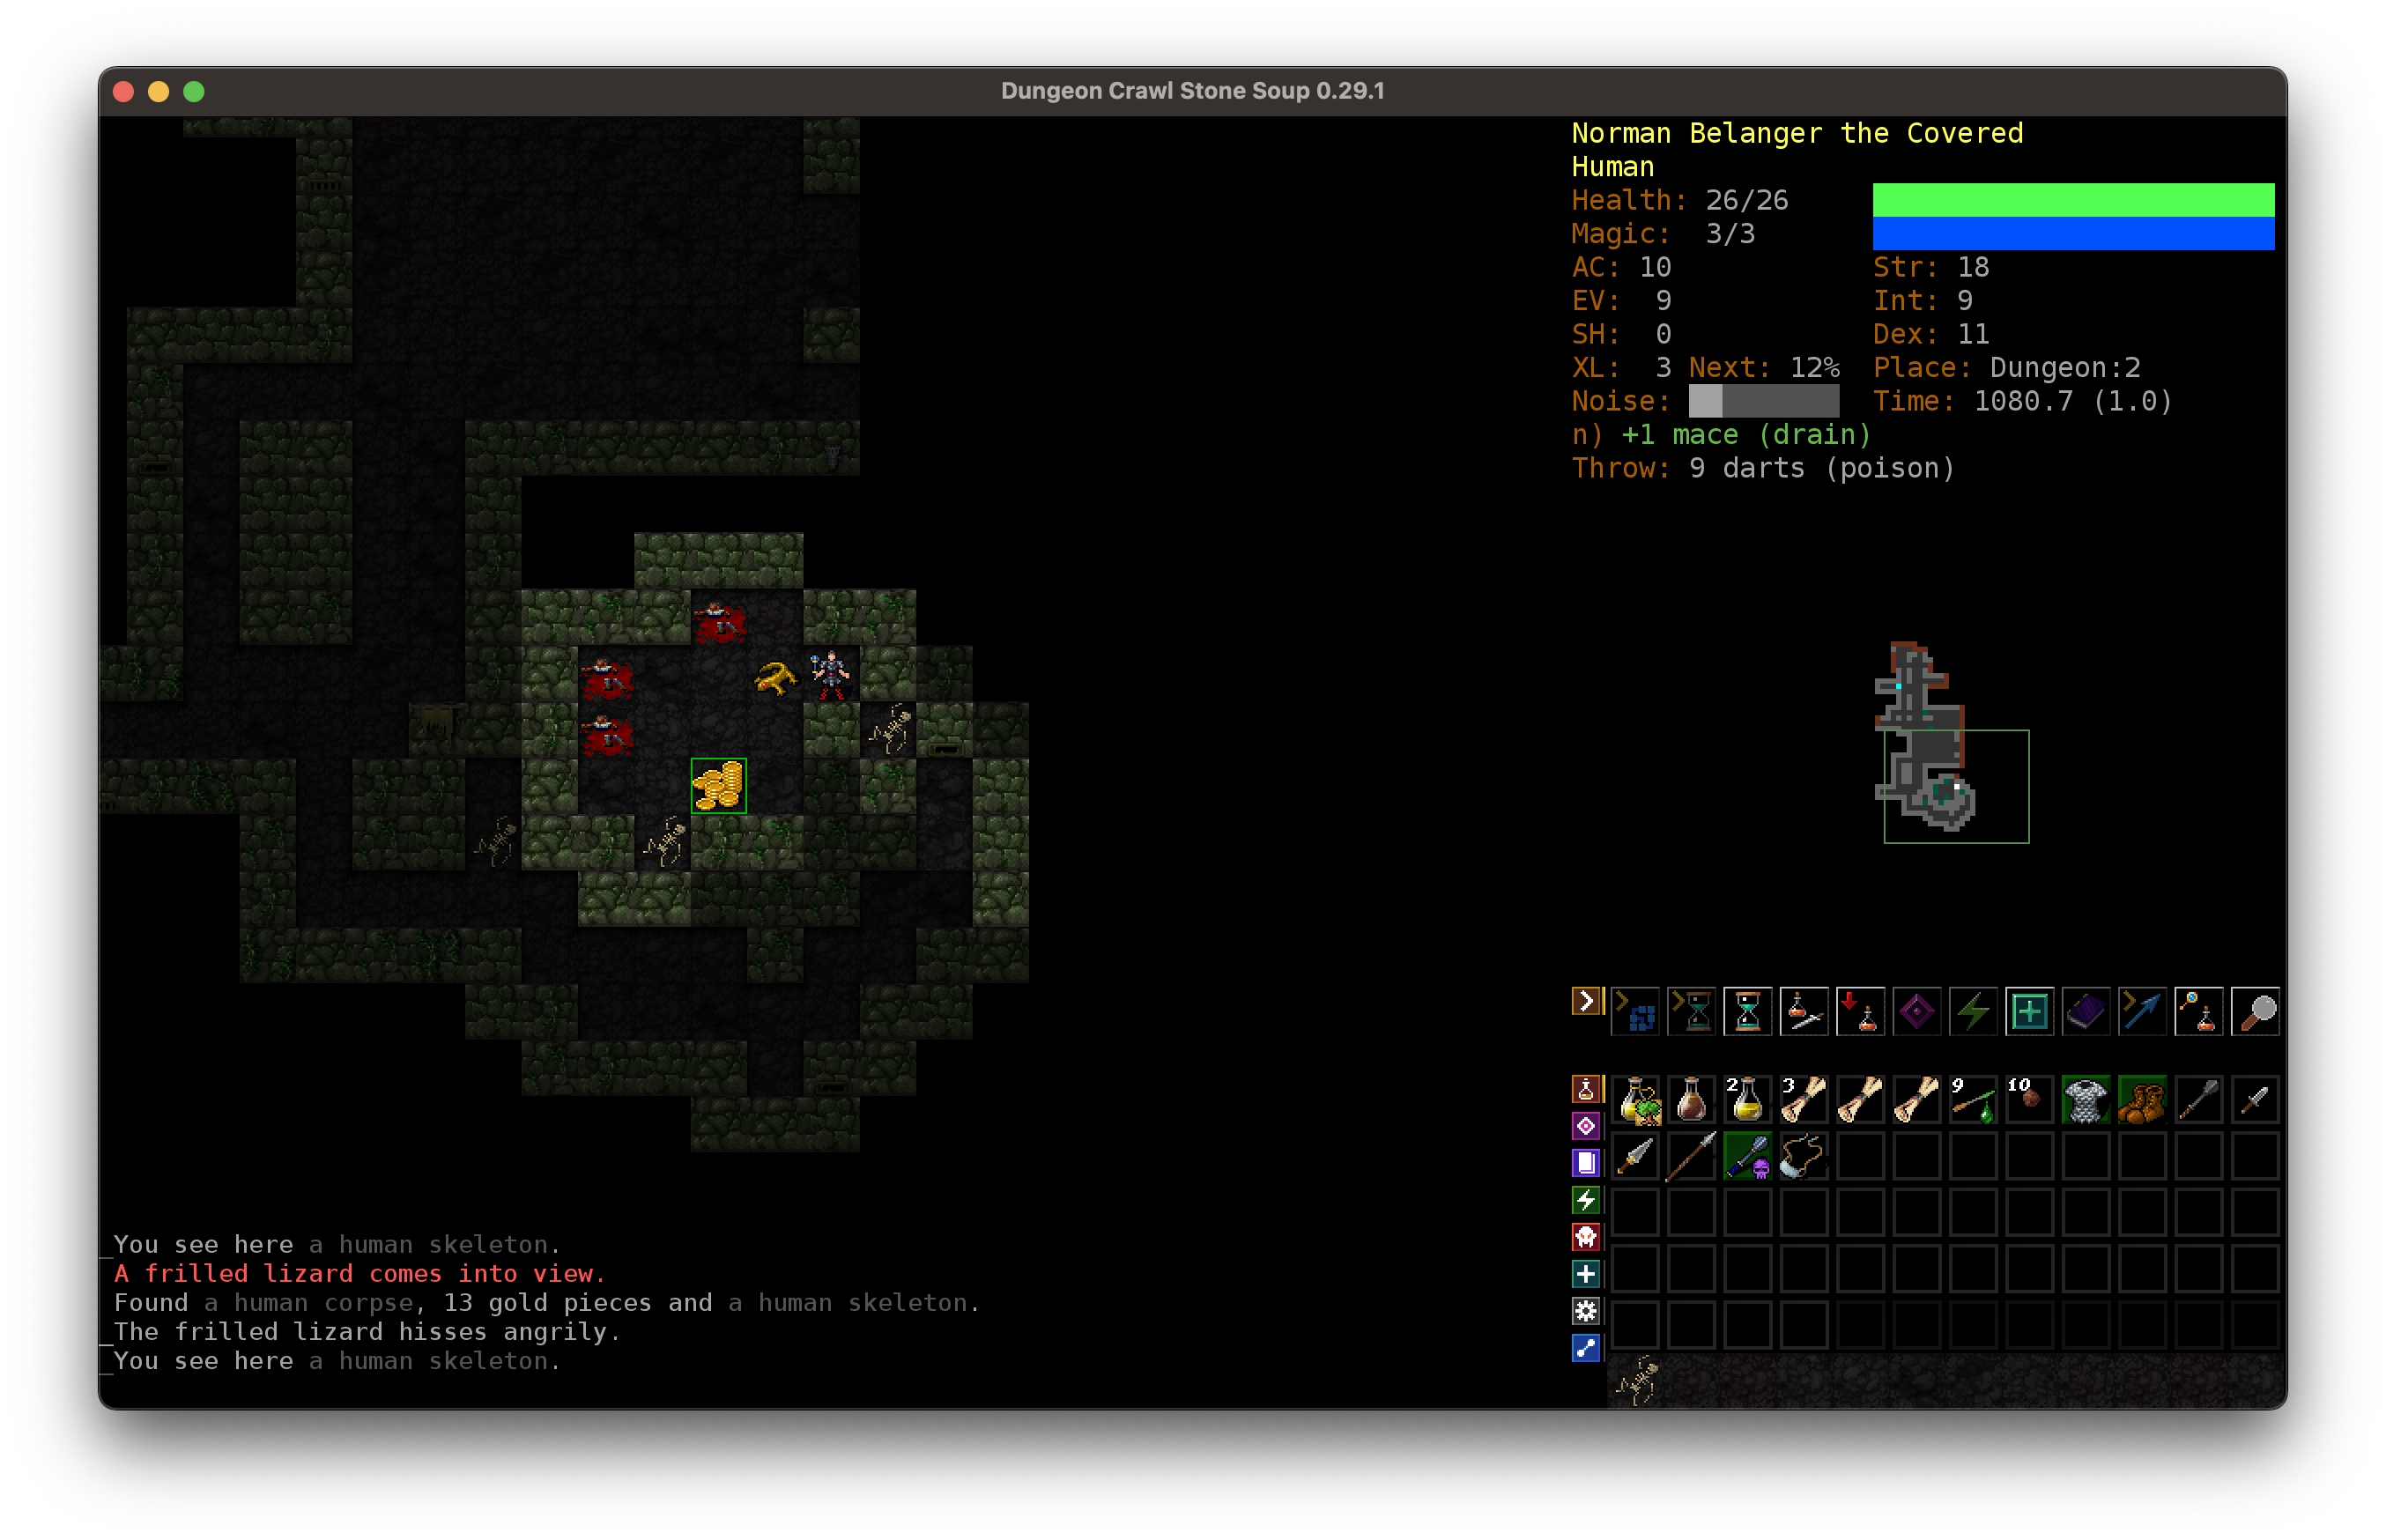 Dungeon Crawl Stone Soup 0.29.1
Norman Belanger the Covered
Human
Health: 26/26
Magic: 3/3
AC: 10 Str: 18
EV: 9 Int: 9
SH: 0 Dex: 11
XL: 3 Next: 12% Place: Dungeon:2
Noise: Time: 1080.7 (1.0)
n) +1 mace (drain)
Throw: 9 darts (poison)
2 3 9 10
_You see here a human skeleton.
A frilled lizard comes into view.
Found a human corpse, 13 gold pieces and a human skeleton.
_The frilled lizard hisses angrily.
_You see here a human skeleton.